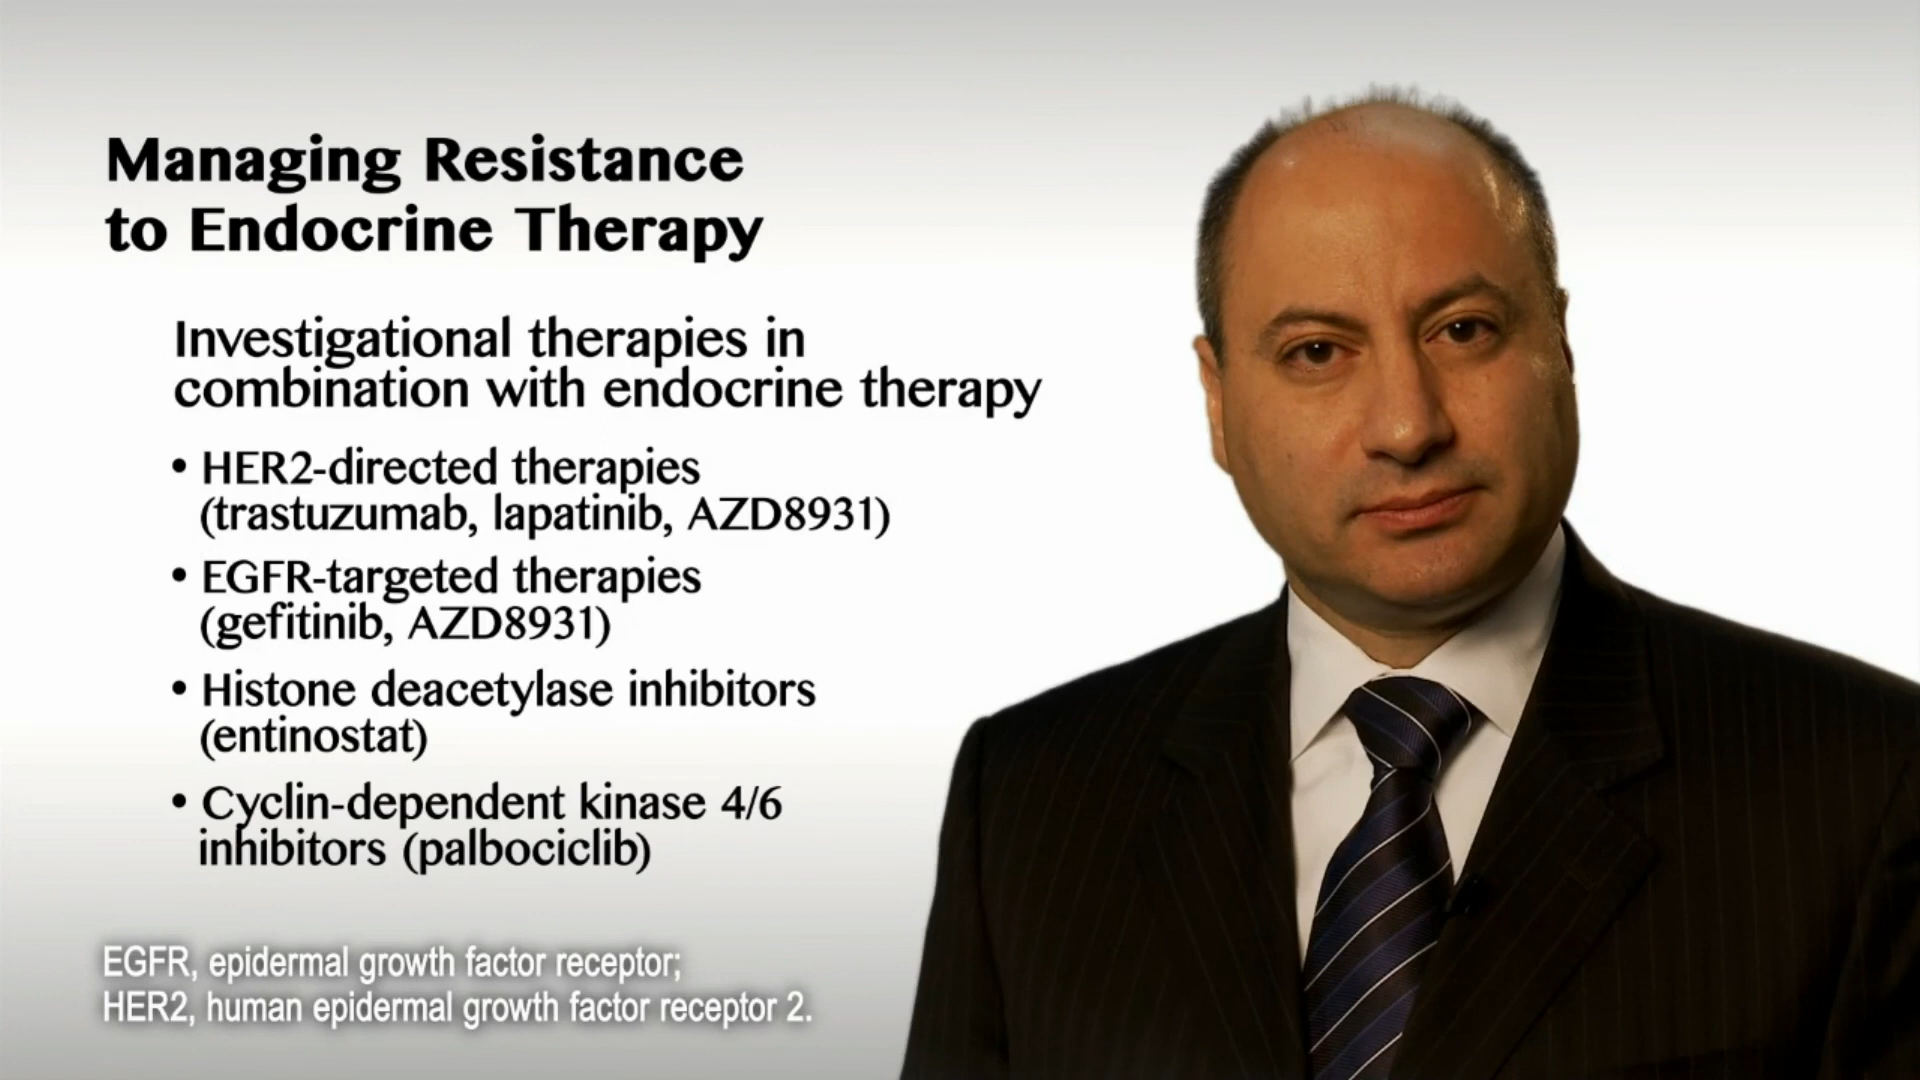 Managing Resistance
to Endocrine Therapy
Investigational therapies in
combination with endocrine therapy
• HER2-directed therapies
(trastuzumab, lapatinib, AZD8931)
• EGFR-targeted therapies
(gefitinib, AZD8931)
• Histone deacetylase inhibitors
(entinostat)
• Cyclin-dependent kinase 4/6
inhibitors (palbociclib)
EGFR, epidermal growth factor receptor;
HER2, human epidermal growth factor receptor 2.